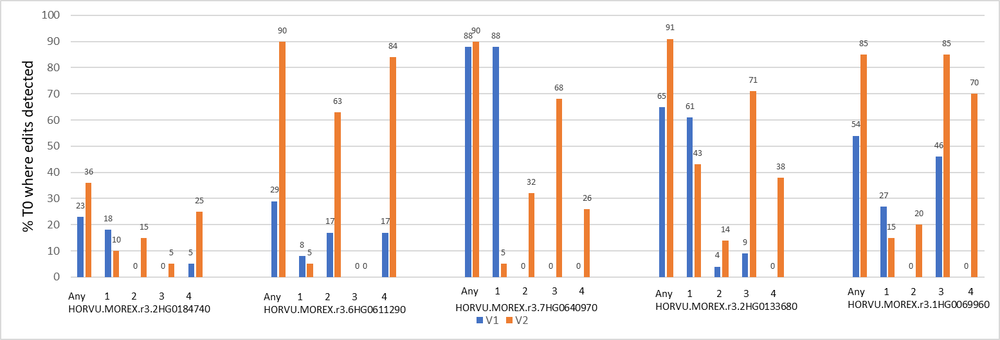 % T0 where edits detected
100
90
80
70
60
50
40
30
20
10
0
23 36 18 10 0 15 0 5 5 25
29 90 8 5 17 63 0 0 17 84
88 90 88 5 0 32 0 68 0 26
65 91 61 43 4 14 9 71 0 38
54 85 27 15 0 20 46 85 0 70
Any 1 2 3 4
HORVU.MOREX.r3.2HG0184740
Any 1 2 3 4
HORVU.MOREX.r3.6HG0611290
Any 1 2 3 4
HORVU.MOREX.r3.7HG0640970
Any 1 2 3 4
HORVU.MOREX.r3.2HG0133680
Any 1 2 3 4
HORVU.MOREX.r3.1HG0069960
V1 V2